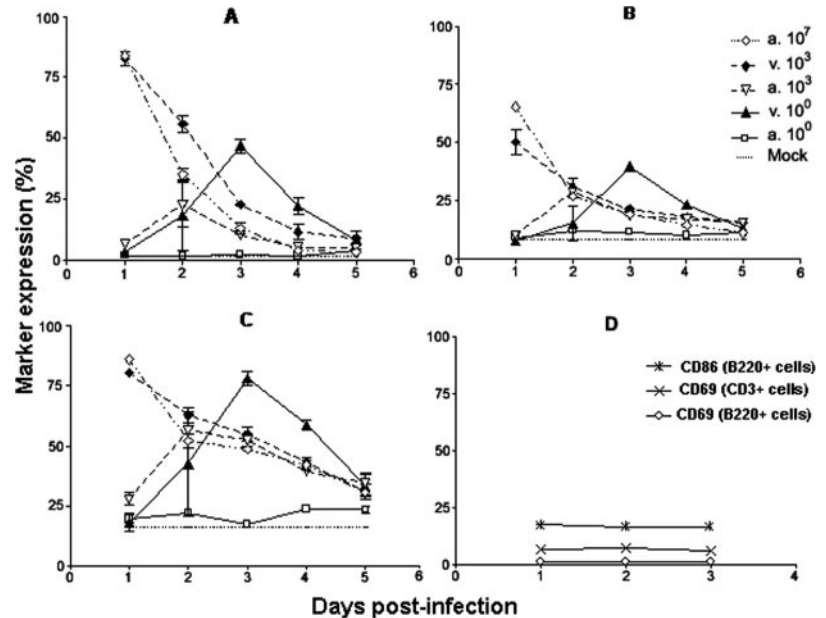 A
100
75
50
25
0
0 1 2 3 4 5 6
B
100
75
50
25
0
0 1 2 3 4 5 6
a. 10⁷
v. 10³
a. 10³
v. 10⁰
a. 10⁰
Mock
Marker expression (%)
C
100
75
50
25
0
0 1 2 3 4 5 6
D
100
75
50
25
0
0 1 2 3 4
CD86 (B220+ cells)
CD69 (CD3+ cells)
CD69 (B220+ cells)
Days post-infection